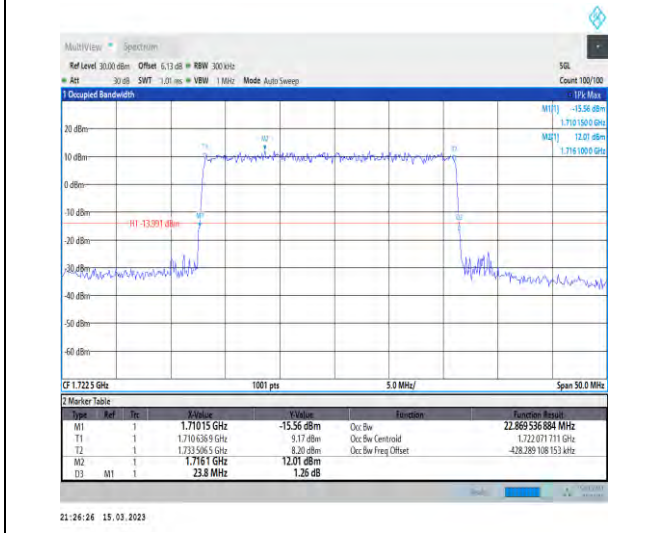 MultiView Spectrum
Ref Level 30.00 dBm Offset 6.13 dB RBW 300 kHz SGL
Att 30 dB SWT 1.01 ms VBW 1 MHz Mode Auto Sweep Count 100/100
1 Occupied Bandwidth 1Pk Max
M1[1] -15.56 dBm
1.710 150 0 GHz
20 dBm M2[1] 12.01 dBm
M2
1.716 100 0 GHz
10 dBm
0 dBm
-10 dBm
M1
H1 -13.991 dBm
-20 dBm
-30 dBm
-40 dBm
-50 dBm
-60 dBm
CF 1.722 5 GHz 1001 pts 5.0 MHz/ Span 50.0 MHz
2 Marker Table
Type Ref Trc X-Value Y-Value Function Function Result
M1 1 1.710 15 GHz -15.56 dBm Occ Bw 22.869 536 884 MHz
T1 1 1.710 636 9 GHz 9.17 dBm Occ Bw Centroid 1.722 071 711 GHz
T2 1 1.733 506 5 GHz 8.20 dBm Occ Bw Freq Offset -428.289 108 153 kHz
M2 1 1.716 1 GHz 12.01 dBm
D3 M1 1 23.8 MHz 1.26 dB
21:26:26 15.03.2023